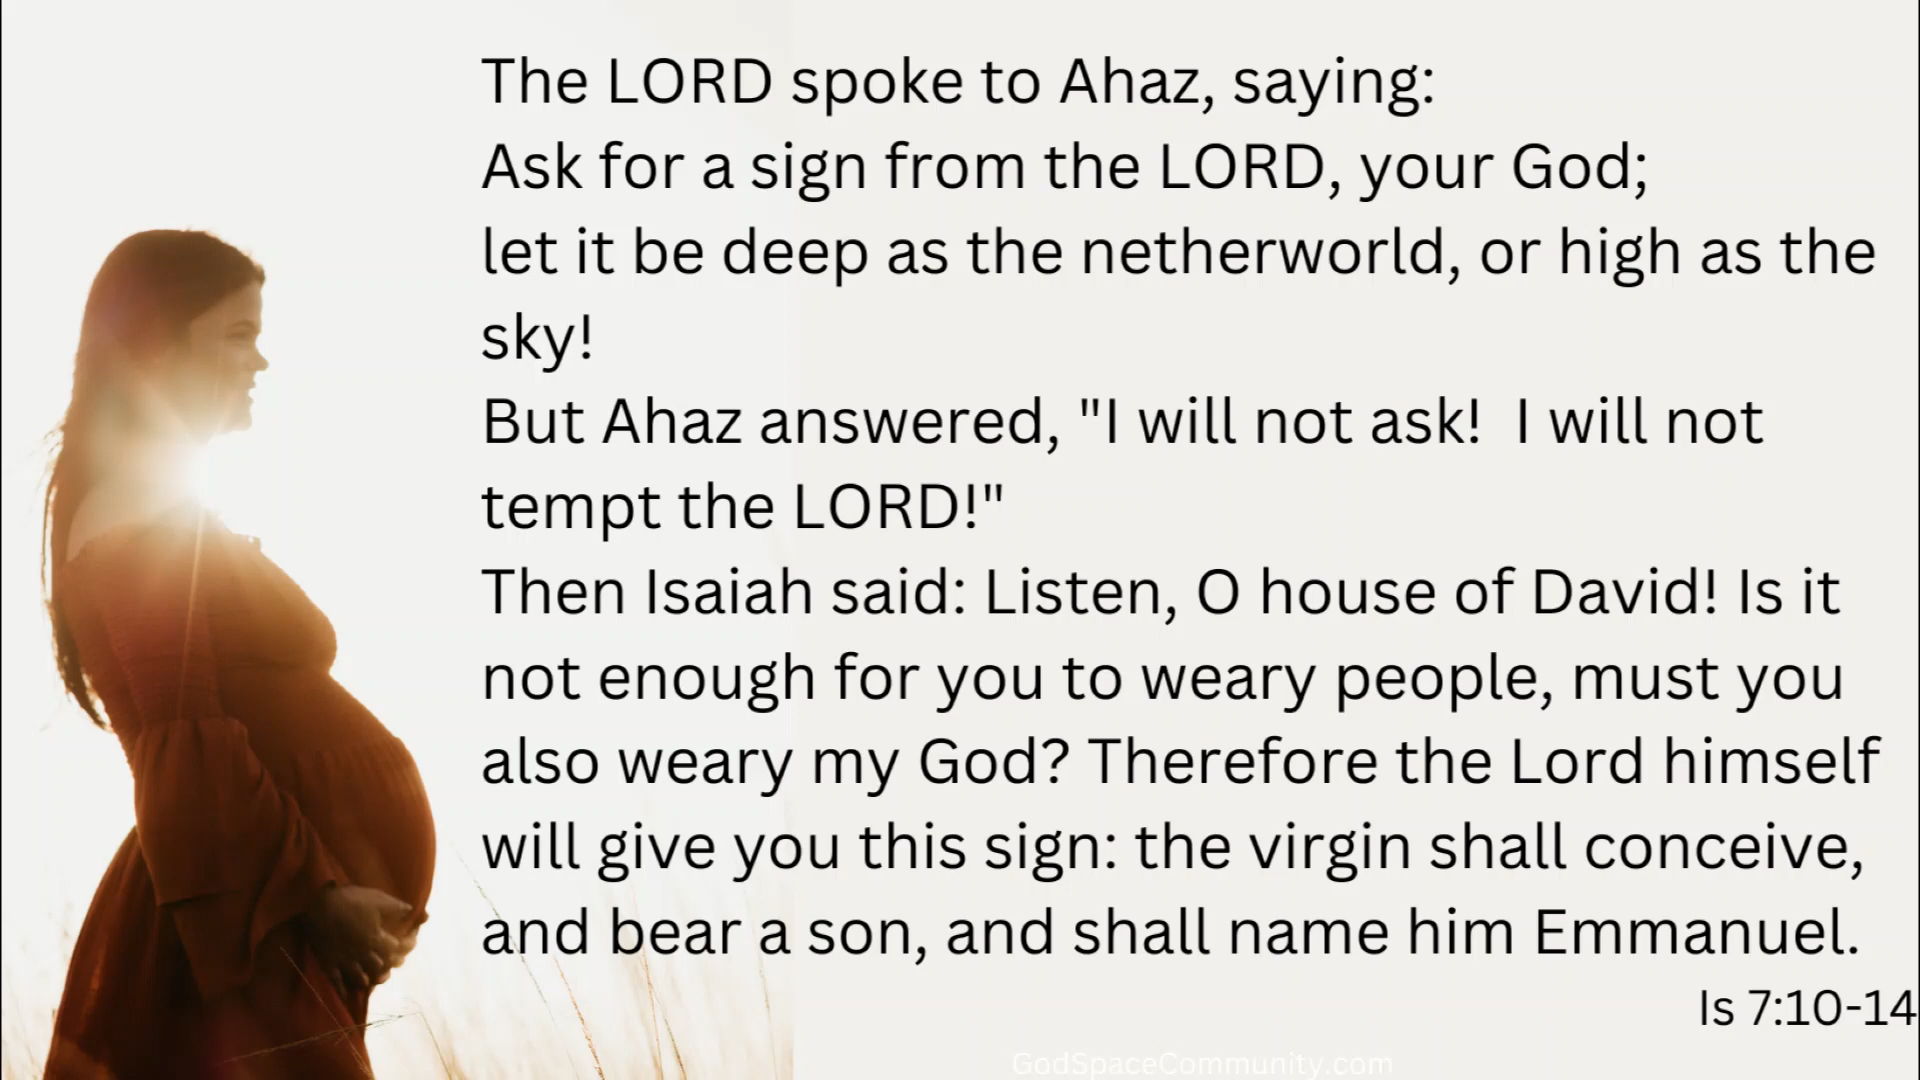 The LORD spoke to Ahaz, saying:
Ask for a sign from the LORD, your God;
let it be deep as the netherworld, or high as the
sky!
But Ahaz answered, "I will not ask!  I will not
tempt the LORD!"
Then Isaiah said: Listen, O house of David! Is it
not enough for you to weary people, must you
also weary my God? Therefore the Lord himself
will give you this sign: the virgin shall conceive,
and bear a son, and shall name him Emmanuel.
Is 7:10-14
GodSpaceCommunity.com